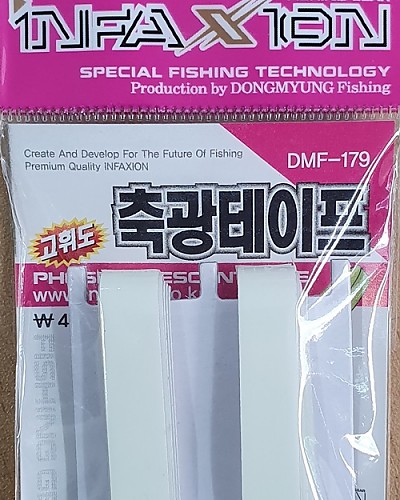 INFAXION
SPECIAL FISHING TECHNOLOGY
Production by DONGMYUNG Fishing
Create And Develop For The Future Of Fishing
Premium Quality INFAXION
DMF-179
고휘도
축광테이프
₩4